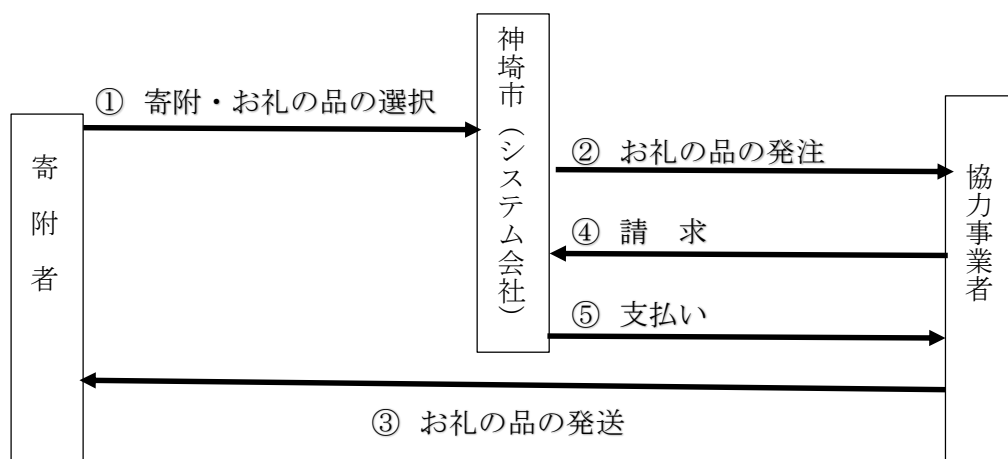 ① 寄附・お礼の品の選択
寄附者
神埼市（システム会社）
② お礼の品の発注
④ 請　求
⑤ 支払い
協力事業者
③ お礼の品の発送